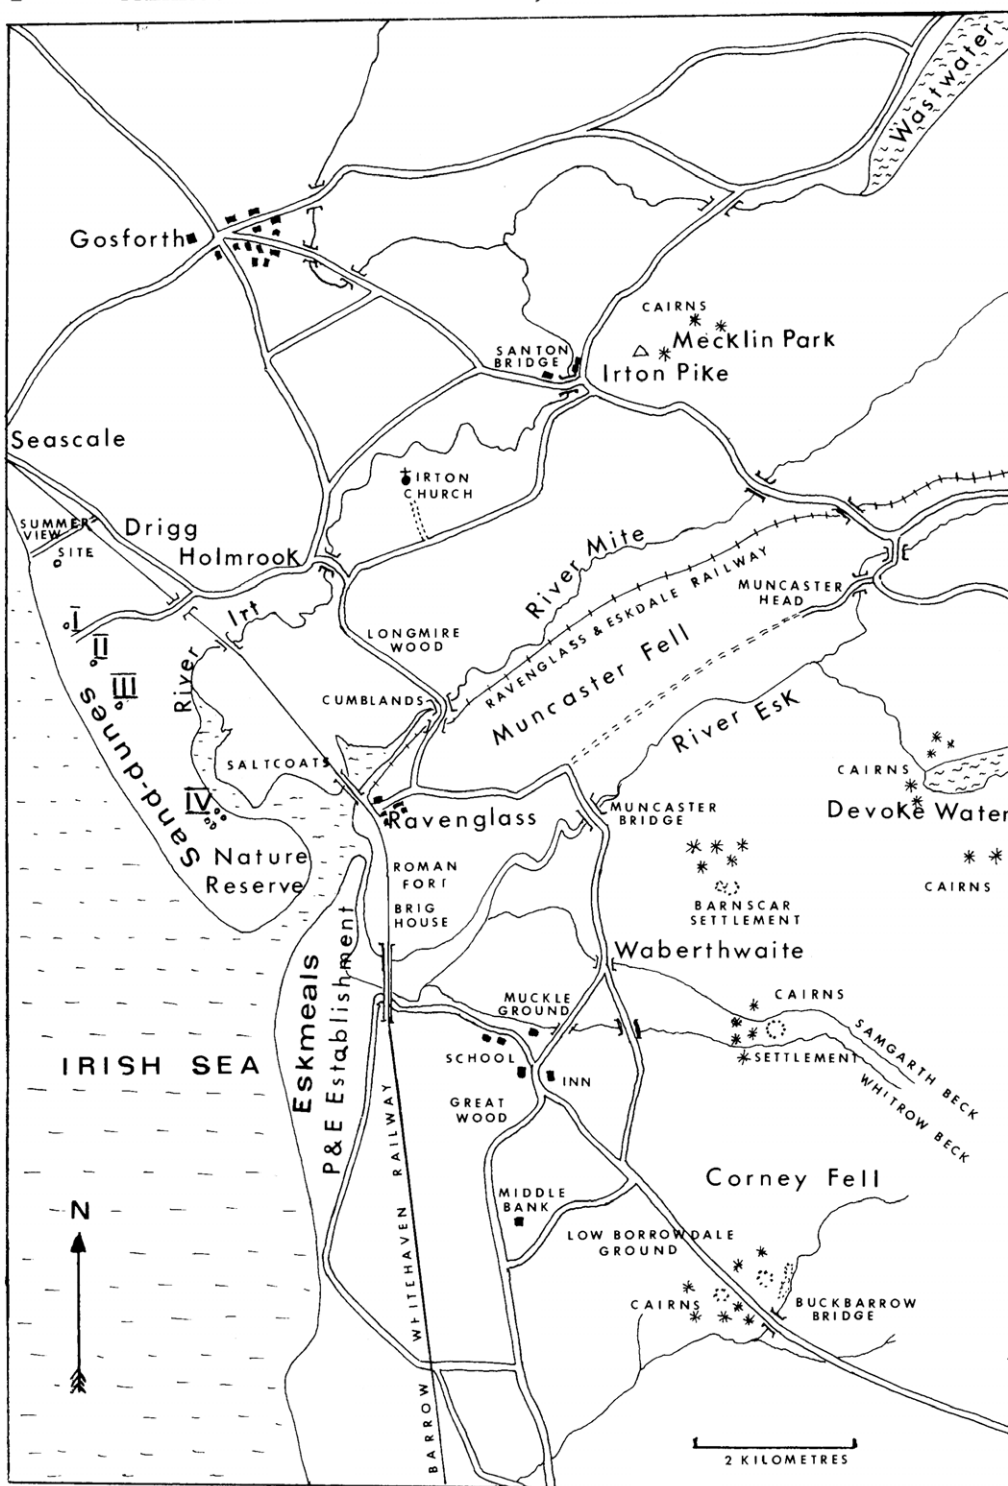 Wastwater
Gosforth
CAIRNS
Mecklin Park
SANTON
BRIDGE
Irton Pike
Seascale
IRTON
CHURCH
SUMMER
VIEW
SITE
Drigg
Holmrook
River Mite
RAVENGLASS & ESKDALE RAILWAY
MUNCASTER
HEAD
River Irt
I
II
III
IV
LONGMIRE
WOOD
Muncaster Fell
CUMBLANDS
River Esk
SALTCOATS
Sand-dunes
CAIRNS
Devoke Water
Ravenglass
MUNCASTER
BRIDGE
Nature
Reserve
ROMAN
FORT
BRIG
HOUSE
CAIRNS
BARNSCAR
SETTLEMENT
Waberthwaite
Eskmeals
P&E Establishment
MUCKLE
GROUND
CAIRNS
SAMGARTH BECK
SETTLEMENT
WHITROW BECK
IRISH SEA
SCHOOL
INN
GREAT
WOOD
BARROW WHITEHAVEN RAILWAY
Corney Fell
MIDDLE
BANK
N
LOW BORROWDALE
GROUND
CAIRNS
BUCKBARROW
BRIDGE
2 KILOMETRES